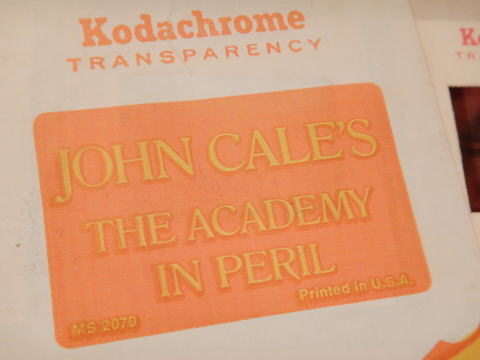 Kodachrome
TRANSPARENCY
JOHN CALE'S
THE ACADEMY
IN PERIL
Printed in U.S.A.
MS 2079